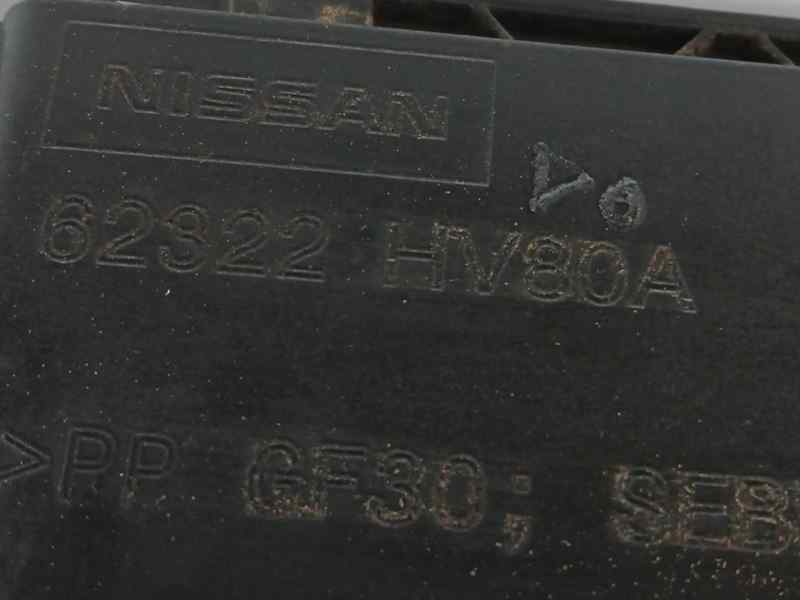 NISSAN
62322 HV80A
>PP GF30; SEB